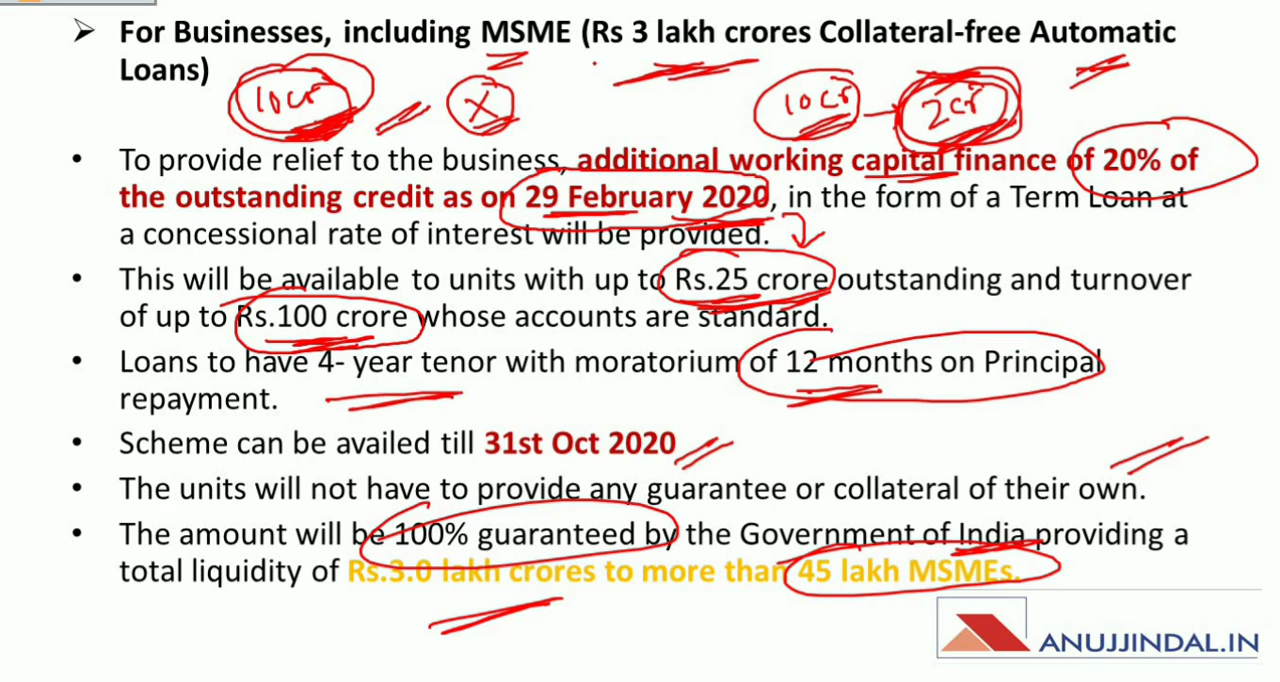 ➤ For Businesses, including MSME (Rs 3 lakh crores Collateral-free Automatic
Loans)
10cr X 10cr - 2cr
• To provide relief to the business, additional working capital finance of 20% of
the outstanding credit as on 29 February 2020, in the form of a Term Loan at
a concessional rate of interest will be provided.
• This will be available to units with up to Rs.25 crore outstanding and turnover
of up to Rs.100 crore whose accounts are standard.
• Loans to have 4- year tenor with moratorium of 12 months on Principal
repayment.
• Scheme can be availed till 31st Oct 2020
• The units will not have to provide any guarantee or collateral of their own.
• The amount will be 100% guaranteed by the Government of India providing a
total liquidity of Rs.3.0 lakh crores to more than 45 lakh MSMEs.
ANUJJINDAL.IN